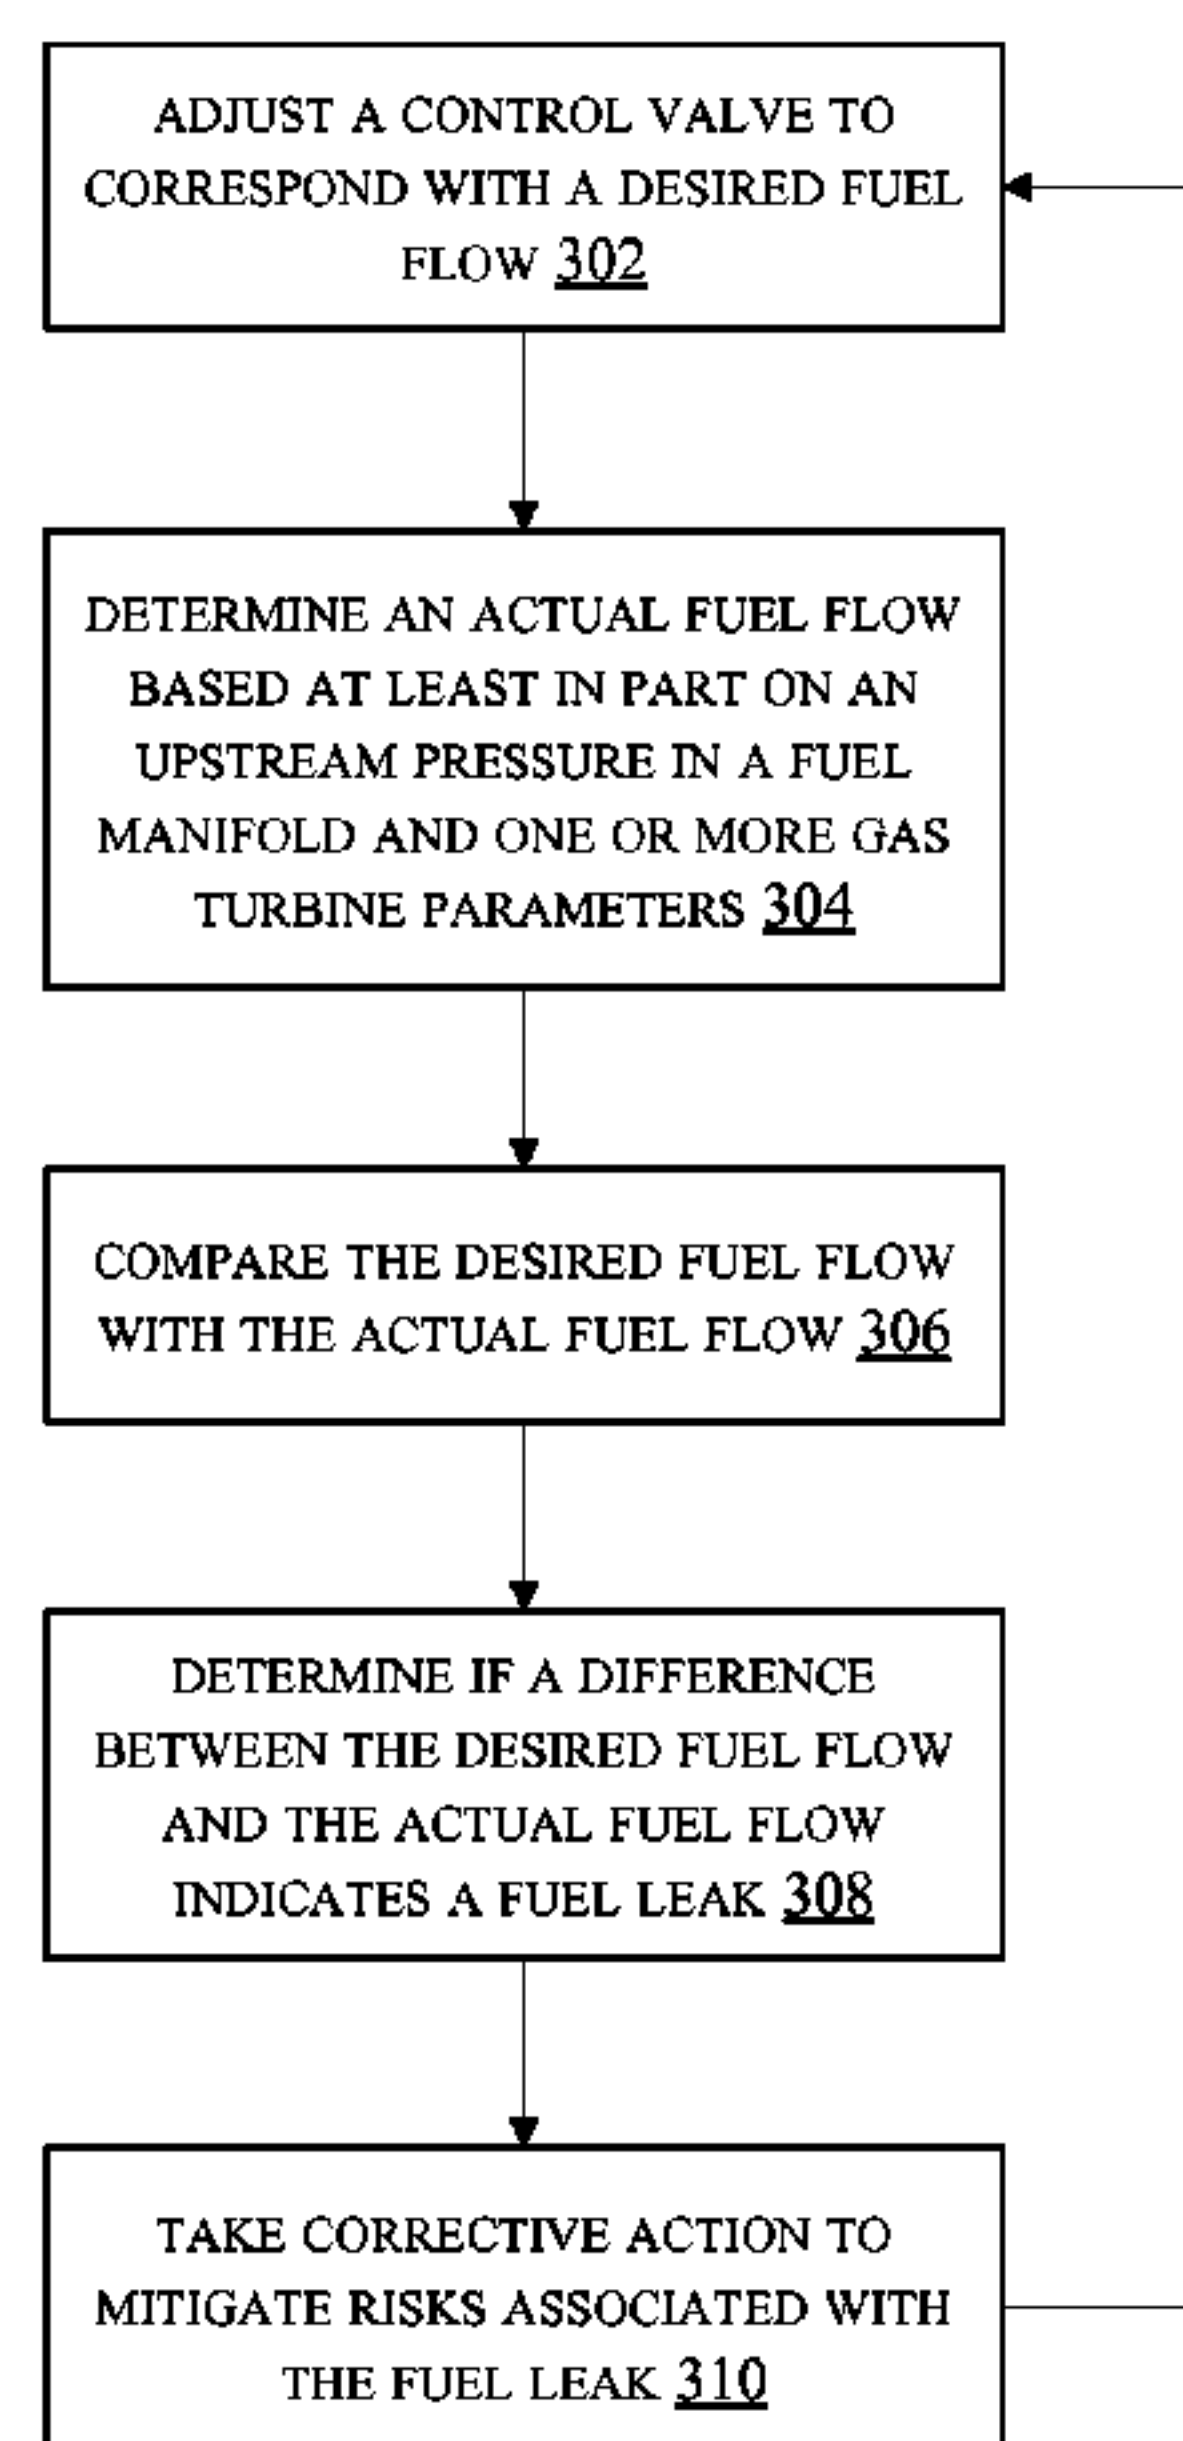 ADJUST A CONTROL VALVE TO
CORRESPOND WITH A DESIRED FUEL
FLOW 302
DETERMINE AN ACTUAL FUEL FLOW
BASED AT LEAST IN PART ON AN
UPSTREAM PRESSURE IN A FUEL
MANIFOLD AND ONE OR MORE GAS
TURBINE PARAMETERS 304
COMPARE THE DESIRED FUEL FLOW
WITH THE ACTUAL FUEL FLOW 306
DETERMINE IF A DIFFERENCE
BETWEEN THE DESIRED FUEL FLOW
AND THE ACTUAL FUEL FLOW
INDICATES A FUEL LEAK 308
TAKE CORRECTIVE ACTION TO
MITIGATE RISKS ASSOCIATED WITH
THE FUEL LEAK 310